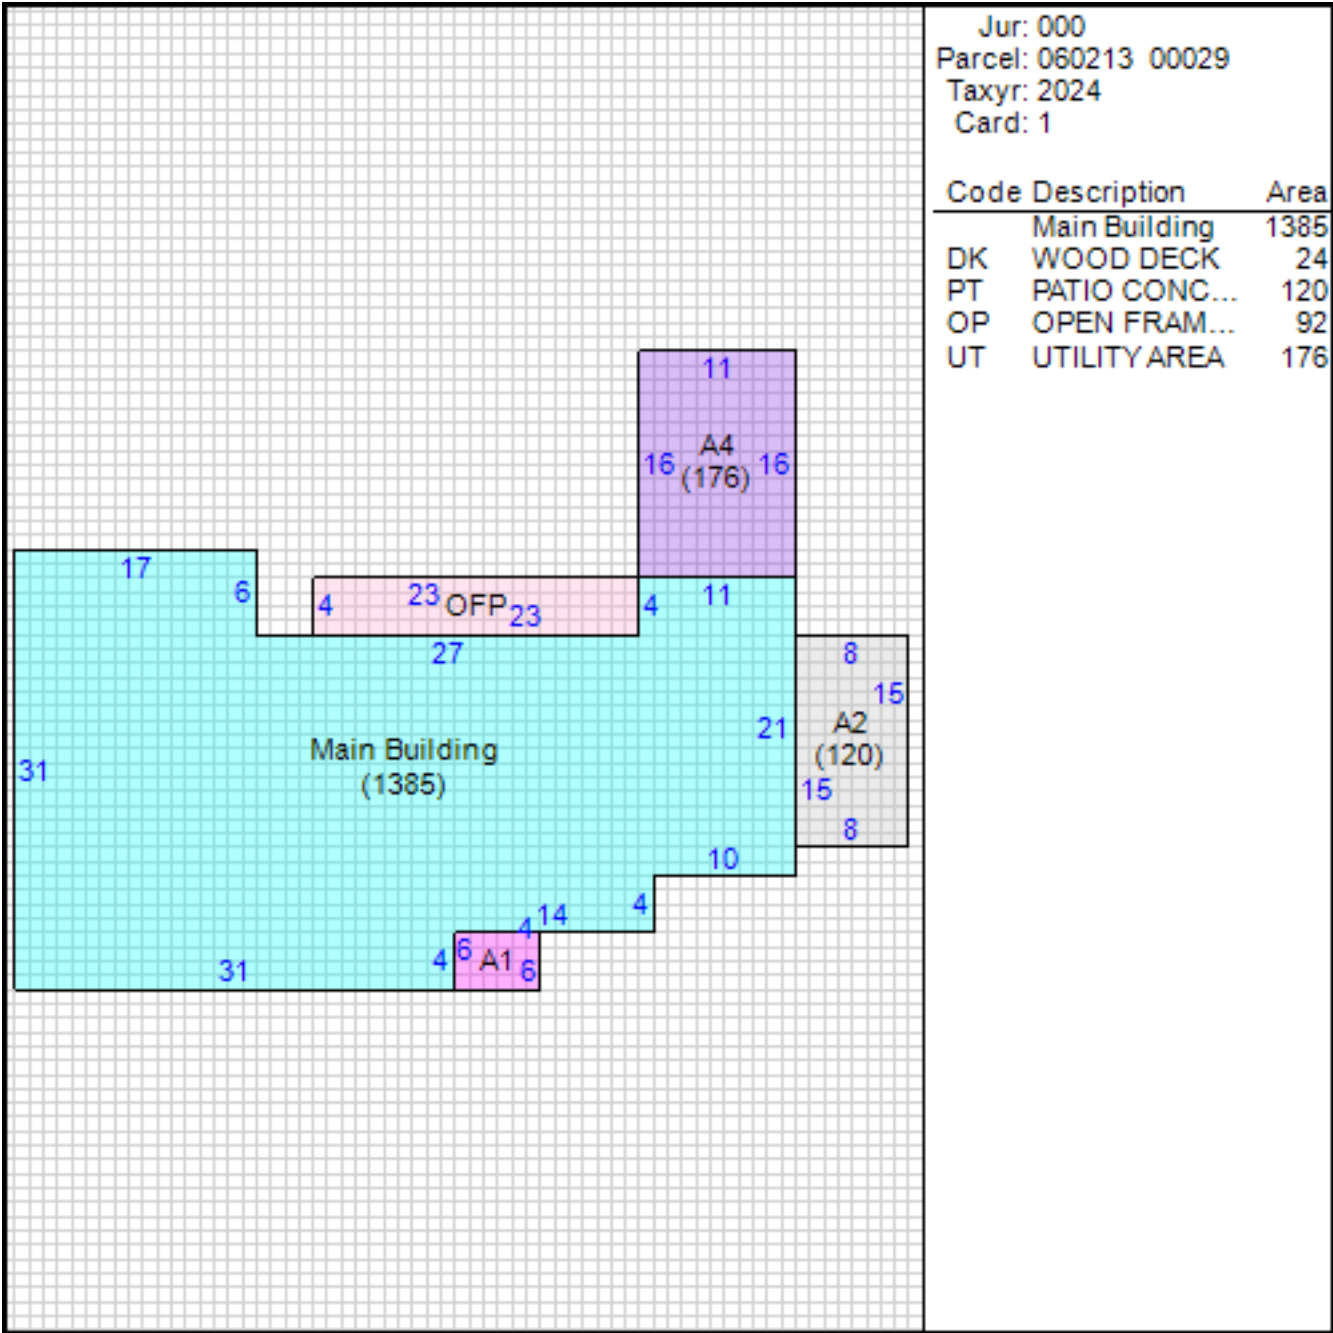 Jur: 000
Parcel: 060213 00029
Taxyr: 2024
Card: 1
Code Description Area
Main Building 1385
DK WOOD DECK 24
PT PATIO CONC... 120
OP OPEN FRAM... 92
UT UTILITY AREA 176
11
16 A4 16
(176)
17
6
4 23 OFP 23 4 11
27
8
15
31 Main Building 21 A2
(1385) (120)
15
8
10
14 4
4
4 6 A1 6
31